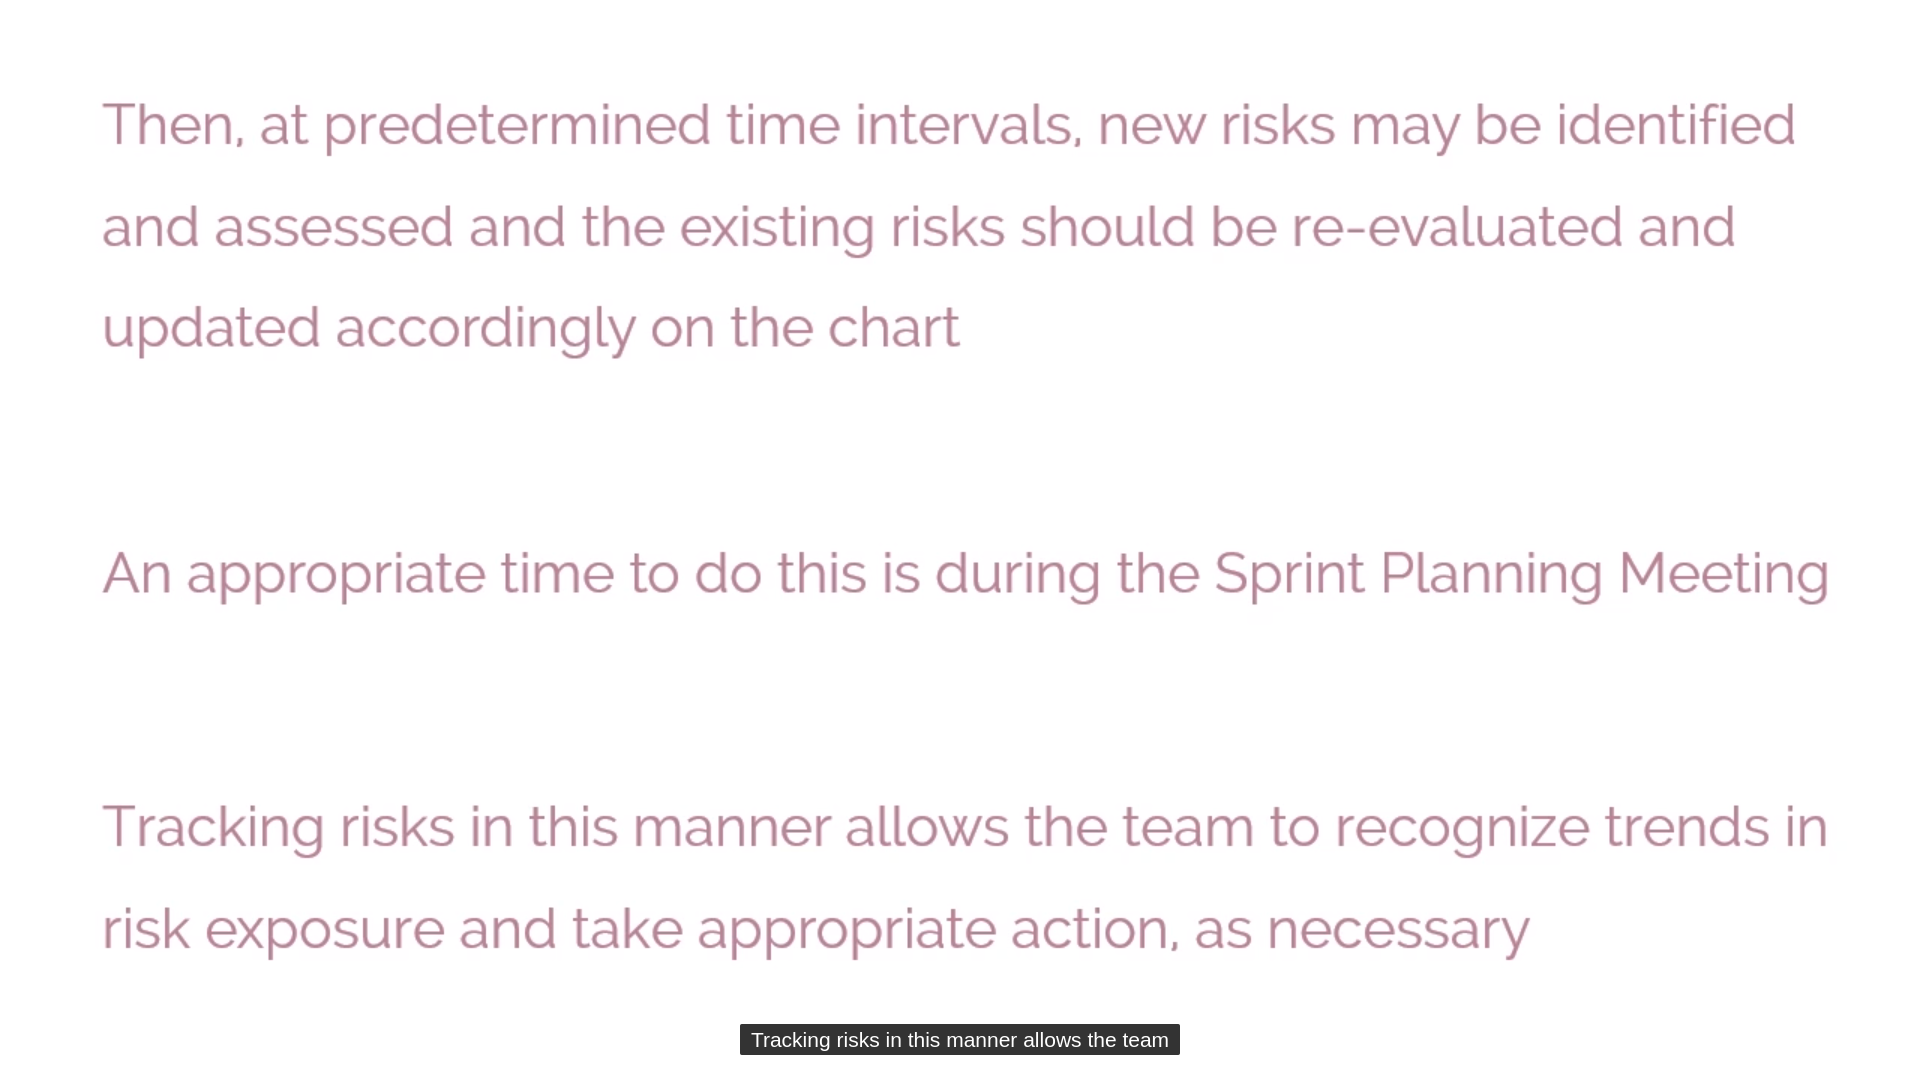 Then, at predetermined time intervals, new risks may be identified
and assessed and the existing risks should be re-evaluated and
updated accordingly on the chart
An appropriate time to do this is during the Sprint Planning Meeting
Tracking risks in this manner allows the team to recognize trends in
risk exposure and take appropriate action, as necessary
Tracking risks in this manner allows the team